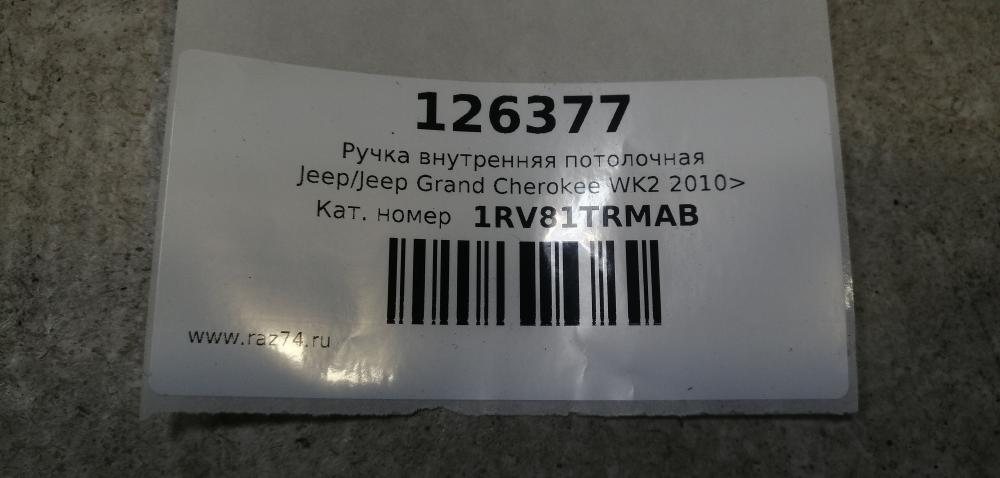 126377
Ручка внутренняя потолочная
Jeep/Jeep Grand Cherokee WK2 2010>
Кат. номер 1RV81TRMAB
www.raz74.ru